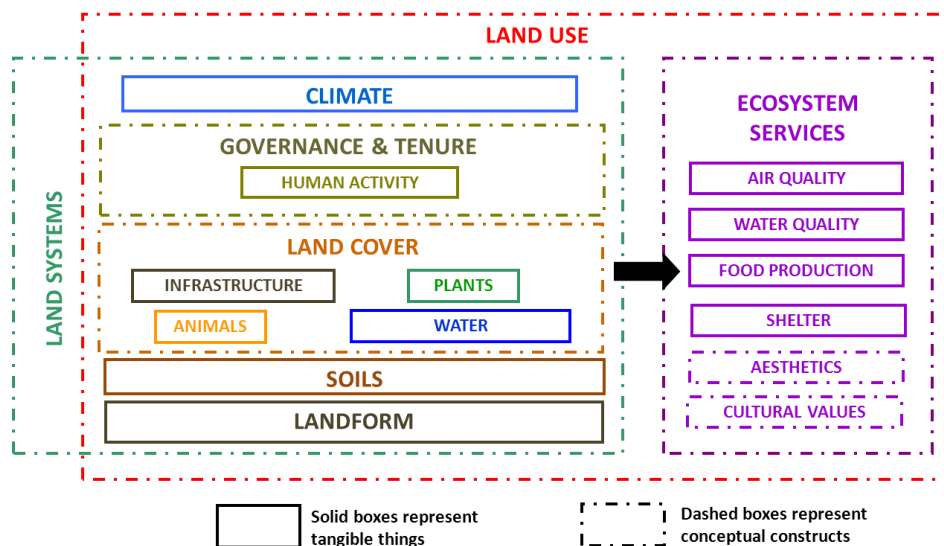 LAND USE
LAND SYSTEMS
CLIMATE
GOVERNANCE & TENURE
HUMAN ACTIVITY
LAND COVER
INFRASTRUCTURE
PLANTS
ANIMALS
WATER
SOILS
LANDFORM
ECOSYSTEM
SERVICES
AIR QUALITY
WATER QUALITY
FOOD PRODUCTION
SHELTER
AESTHETICS
CULTURAL VALUES
Solid boxes represent
tangible things
Dashed boxes represent
conceptual constructs